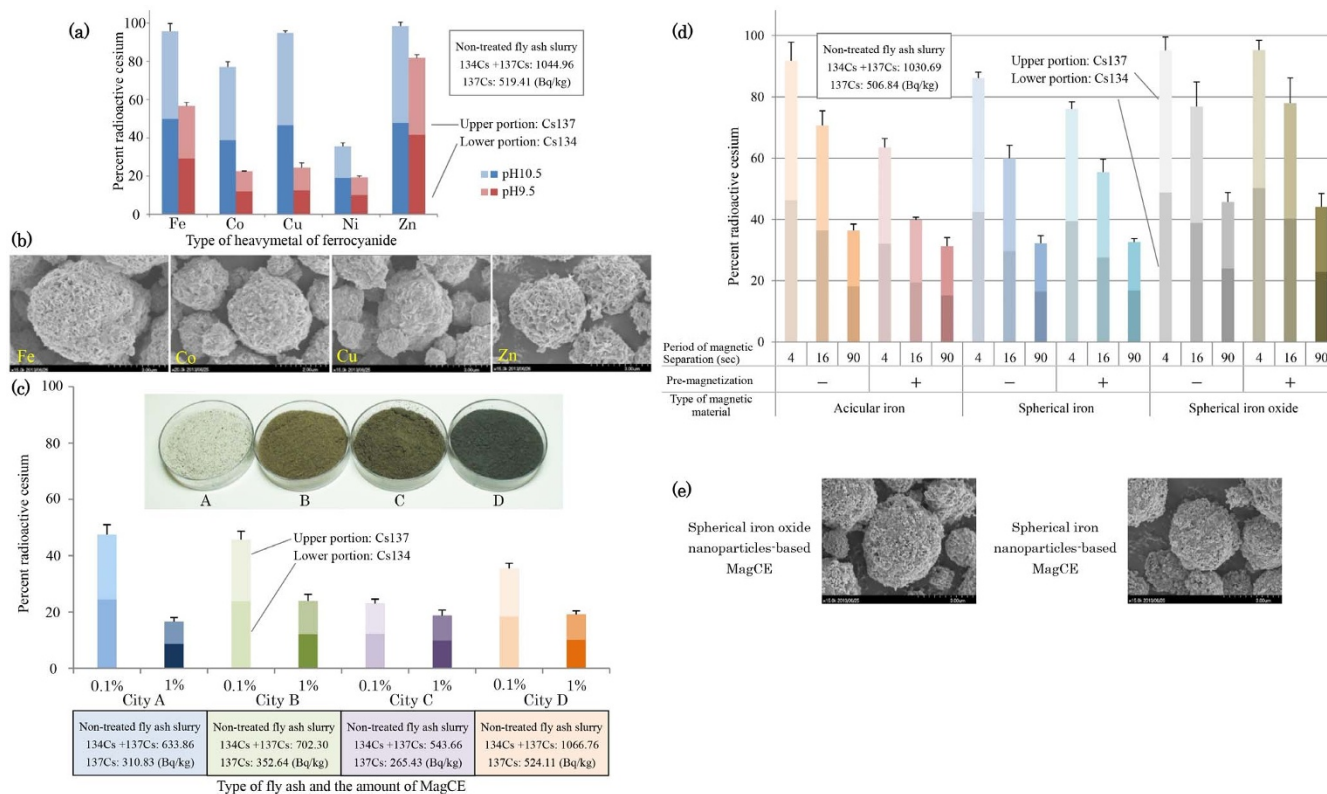 (a)
Percent radioactive cesium
100
80
60
40
20
0
Non-treated fly ash slurry
134Cs +137Cs: 1044.96
137Cs: 519.41 (Bq/kg)
Upper portion: Cs137
Lower portion: Cs134
pH10.5
pH9.5
Fe Co Cu Ni Zn
Type of heavymetal of ferrocyanide
(b)
Fe
Co
Cu
Zn
(c)
Percent radioactive cesium
100
80
60
40
20
0
A B C D
Upper portion: Cs137
Lower portion: Cs134
0.1% 1% 0.1% 1% 0.1% 1% 0.1% 1%
City A City B City C City D
Non-treated fly ash slurry
134Cs +137Cs: 633.86
137Cs: 310.83 (Bq/kg)
Non-treated fly ash slurry
134Cs +137Cs: 702.30
137Cs: 352.64 (Bq/kg)
Non-treated fly ash slurry
134Cs +137Cs: 543.66
137Cs: 265.43 (Bq/kg)
Non-treated fly ash slurry
134Cs +137Cs: 1066.76
137Cs: 524.11 (Bq/kg)
Type of fly ash and the amount of MagCE
(d)
Percent radioactive cesium
100
80
60
40
20
0
Non-treated fly ash slurry
134Cs +137Cs: 1030.69
137Cs: 506.84 (Bq/kg)
Upper portion: Cs137
Lower portion: Cs134
Period of magnetic
Separation (sec)
4 16 90 4 16 90 4 16 90 4 16 90 4 16 90 4 16 90
Pre-magnetization
− + − + − +
Type of magnetic
material
Acicular iron Spherical iron Spherical iron oxide
(e)
Spherical iron oxide
nanoparticles-based
MagCE
Spherical iron
nanoparticles-based
MagCE